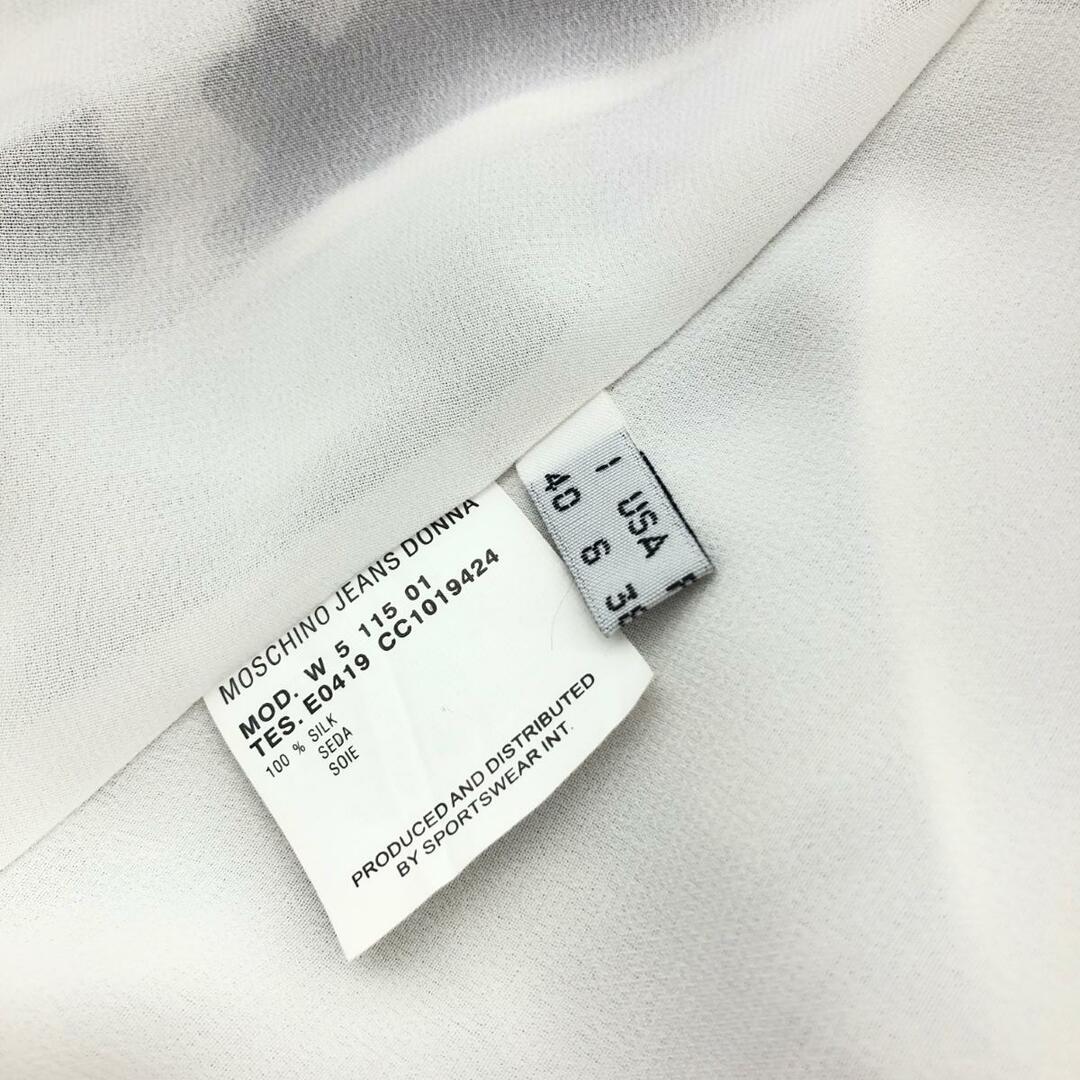 MOSCHINO JEANS DONNA
MOD. W 5 115 01
TES. E0419 CC1019424
100 % SILK
SEDA
SOIE
PRODUCED AND DISTRIBUTED
BY SPORTSWEAR INT.
I USA
40 6